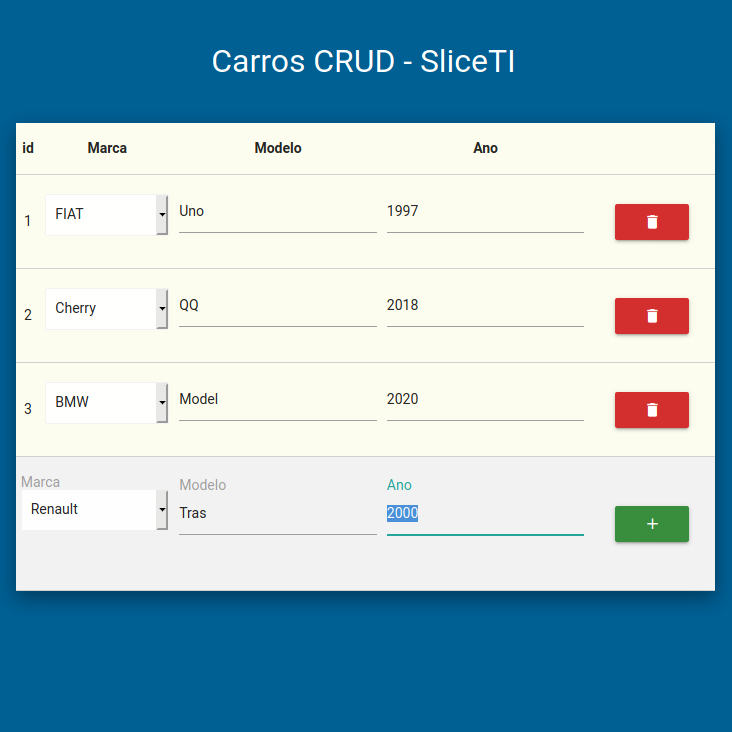 Carros CRUD - SliceTI
id Marca Modelo Ano
1 FIAT Uno 1997
2 Cherry QQ 2018
3 BMW Model 2020
Marca Modelo Ano
Renault Tras 2000 +